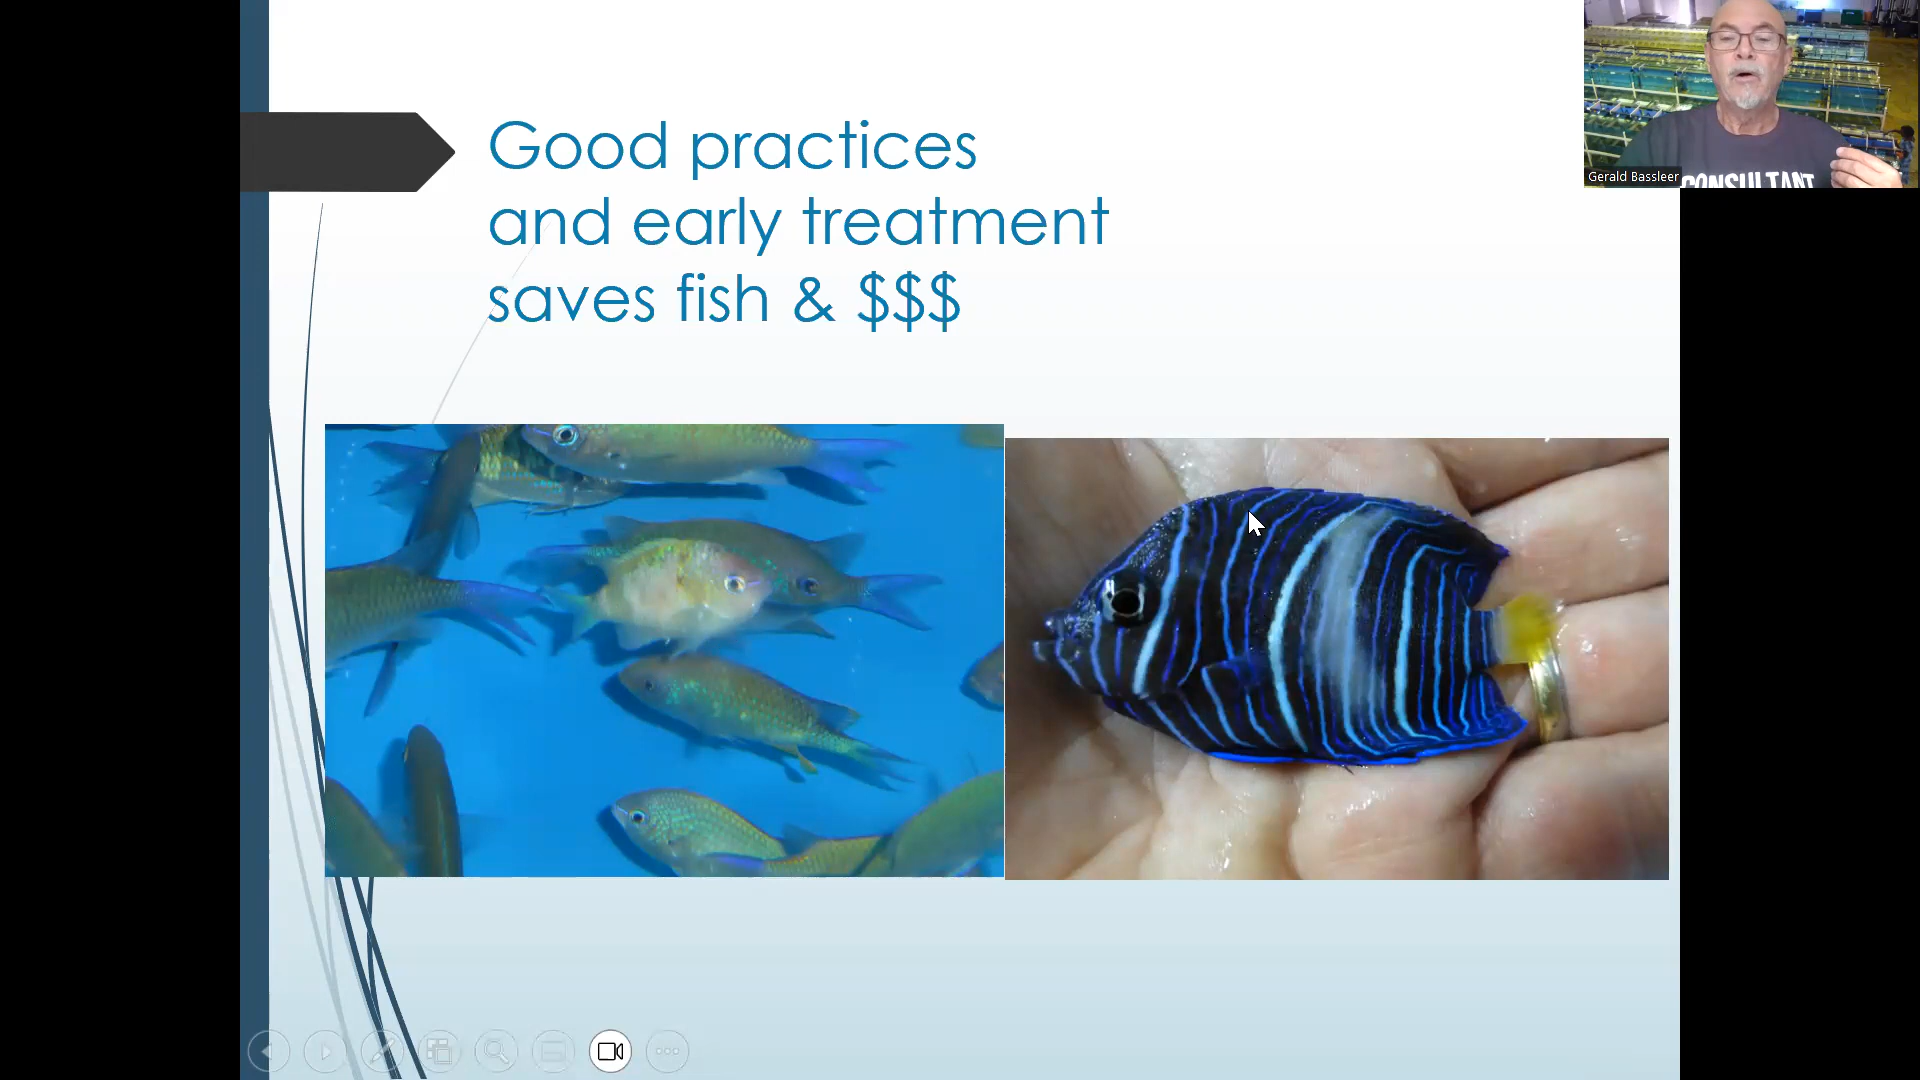 Good practices
and early treatment
saves fish & $$$
Gerald Bassleer
CONSULTANT